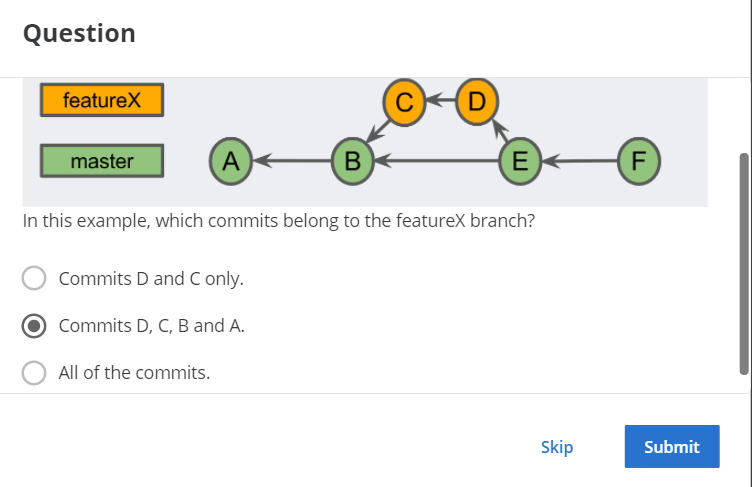 Question
featureX
C D
master A B E F
In this example, which commits belong to the featureX branch?
Commits D and C only.
Commits D, C, B and A.
All of the commits.
Skip Submit